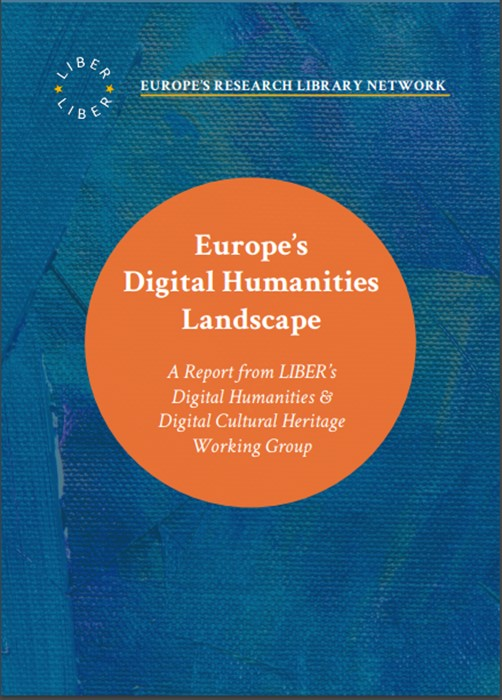 LIBER
LIBER
EUROPE'S RESEARCH LIBRARY NETWORK
Europe's
Digital Humanities
Landscape
A Report from LIBER's
Digital Humanities &
Digital Cultural Heritage
Working Group